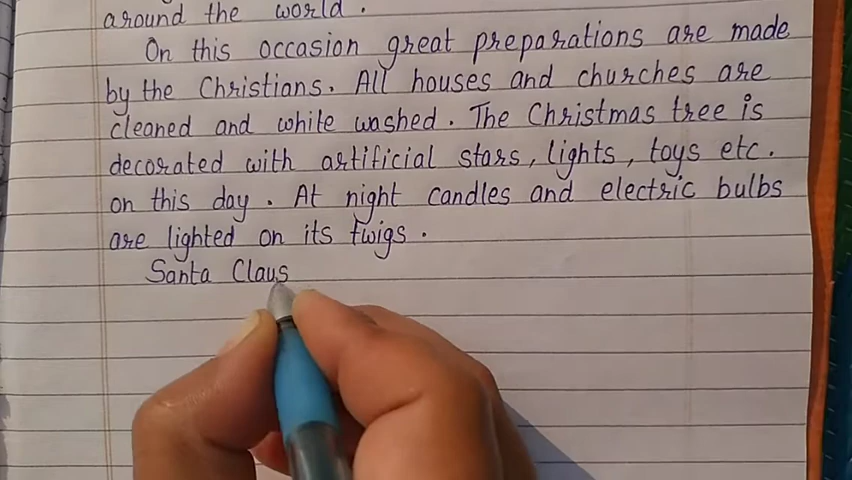 around the world.
On this occasion great preparations are made
by the Christians. All houses and churches are
cleaned and white washed. The Christmas tree is
decorated with artificial stars, lights, toys etc.
on this day. At night candles and electric bulbs
are lighted on its twigs.
Santa Claus